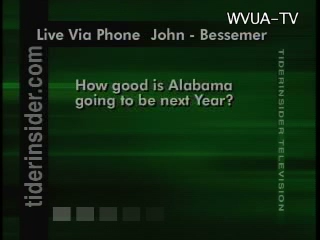 WVUA-TV
Live Via Phone John - Bessemer
How good is Alabama
going to be next Year?
tiderinsider.com
TIDERINSIDER TELEVISION